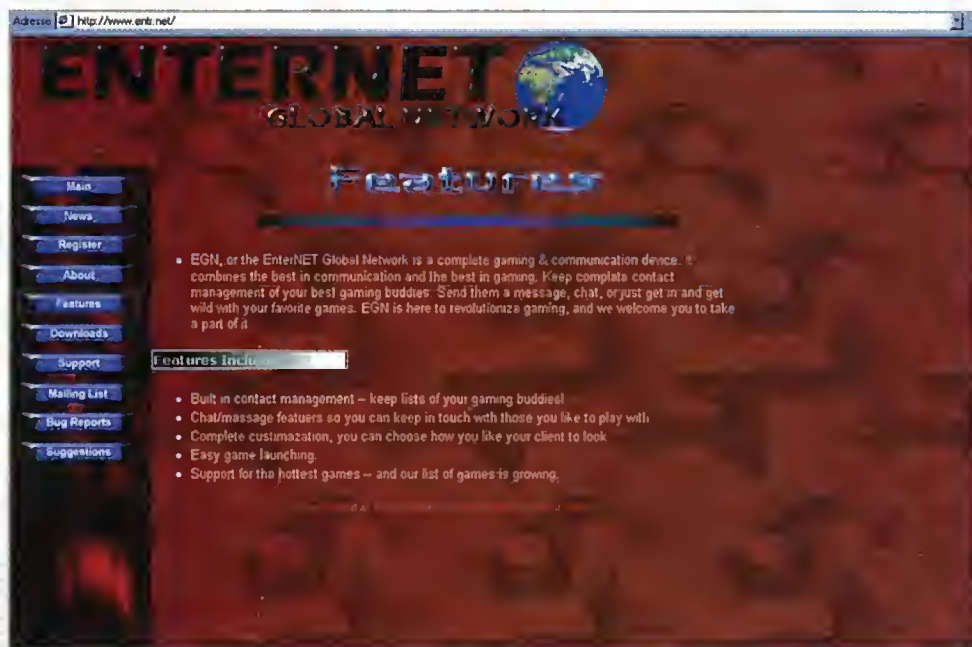 Adresse http://www.entr.net/
ENTERNET
GLOBAL NETWORK
Features
Main
News
Register
About
Features
Downloads
Support
Mailing List
Bug Reports
Suggestions
EGN, or the EnterNET Global Network is a complete gaming & communication device. It
combines the best in communication and the best in gaming. Keep complete contact
management of your best gaming buddies. Send them a message, chat, or just get in and get
wild with your favorite games. EGN is here to revolutionize gaming, and we welcome you to take
a part of it
Features
Built in contact management – keep lists of your gaming buddies!
Chat/massage featuers so you can keep in touch with those you like to play with
Complete custimazation, you can choose how you like your client to look
Easy game launching.
Support for the hottest games – and our list of games is growing.